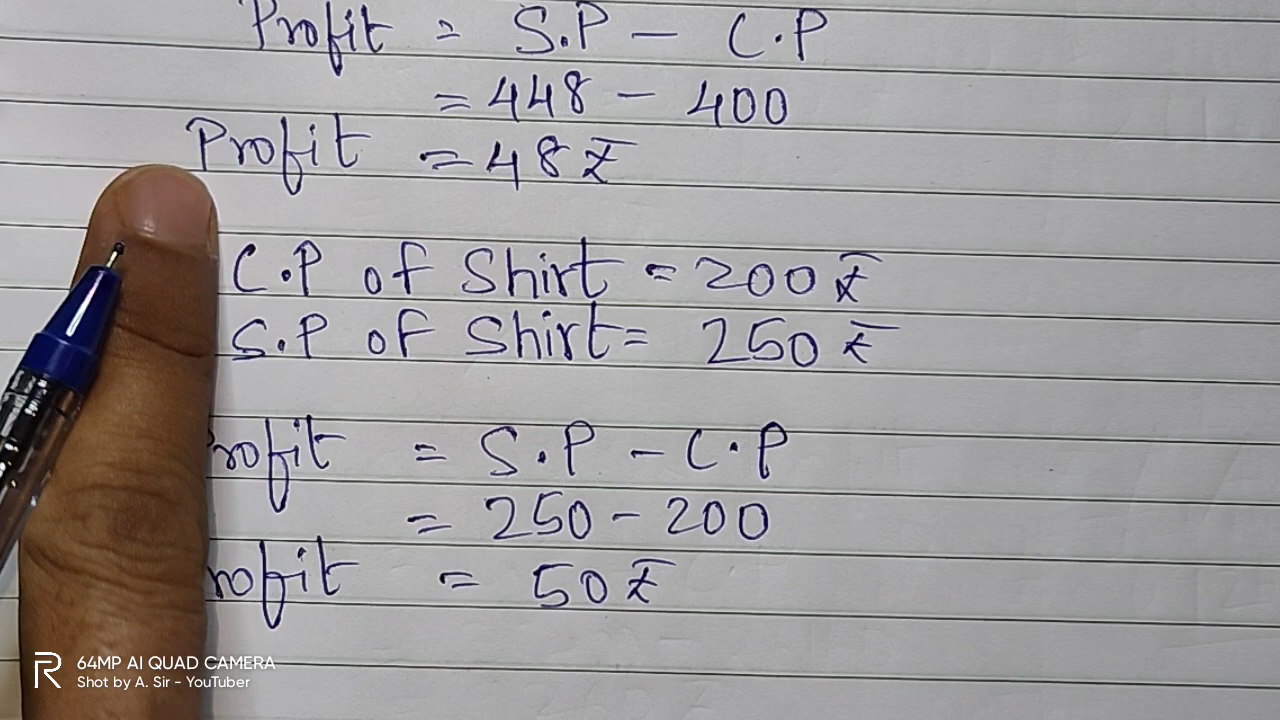 Profit = S.P - C.P
= 448 - 400
Profit = 48₹
C.P of Shirt = 200₹
S.P of Shirt = 250₹
rofit = S.P - C.P
= 250 - 200
rofit = 50₹
64MP AI QUAD CAMERA
Shot by A. Sir - YouTuber